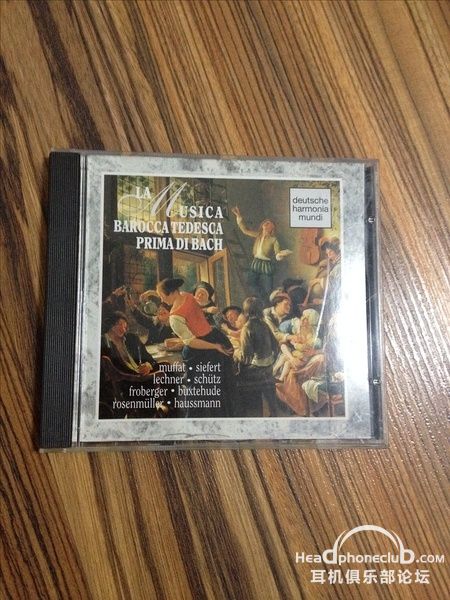 LA MUSICA
BAROCCA TEDESCA
PRIMA DI BACH
deutsche
harmonia
mundi
muffat • siefert
lechner • schütz
froberger • buxtehude
rosenmüller • haussmann
Headphoneclub.com
耳机俱乐部论坛